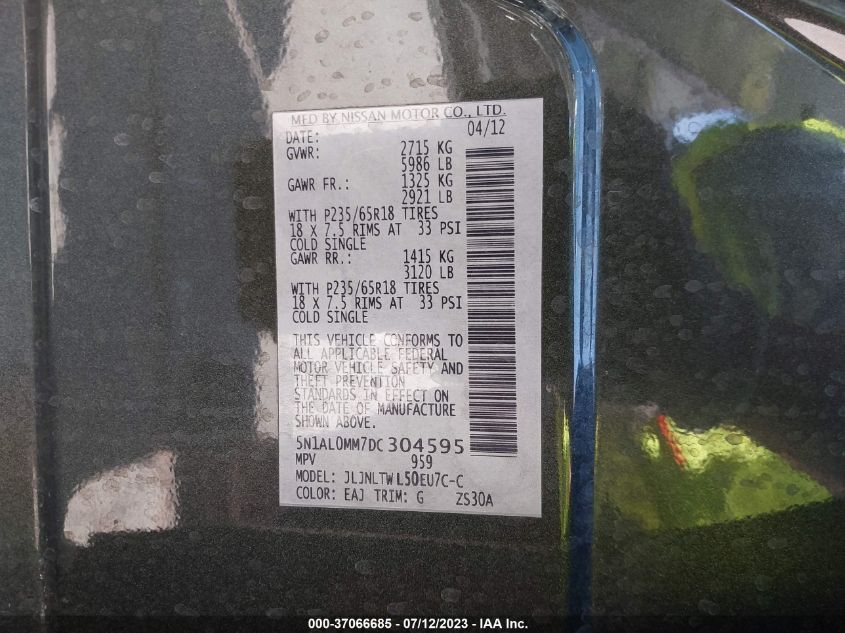 MFD BY NISSAN MOTOR CO., LTD.
DATE: 04/12
GVWR: 2715 KG
5986 LB
GAWR FR.: 1325 KG
2921 LB
WITH P235/65R18 TIRES
18 X 7.5 RIMS AT 33 PSI
COLD SINGLE
GAWR RR.: 1415 KG
3120 LB
WITH P235/65R18 TIRES
18 X 7.5 RIMS AT 33 PSI
COLD SINGLE
THIS VEHICLE CONFORMS TO
ALL APPLICABLE FEDERAL
MOTOR VEHICLE SAFETY AND
THEFT PREVENTION
STANDARDS IN EFFECT ON
THE DATE OF MANUFACTURE
SHOWN ABOVE.
5N1AL0MM7DC304595
MPV 959
MODEL: JLJNLTWL50EU7C-C
COLOR: EAJ TRIM: G ZS30A
000-37066685 - 07/12/2023 - IAA Inc.